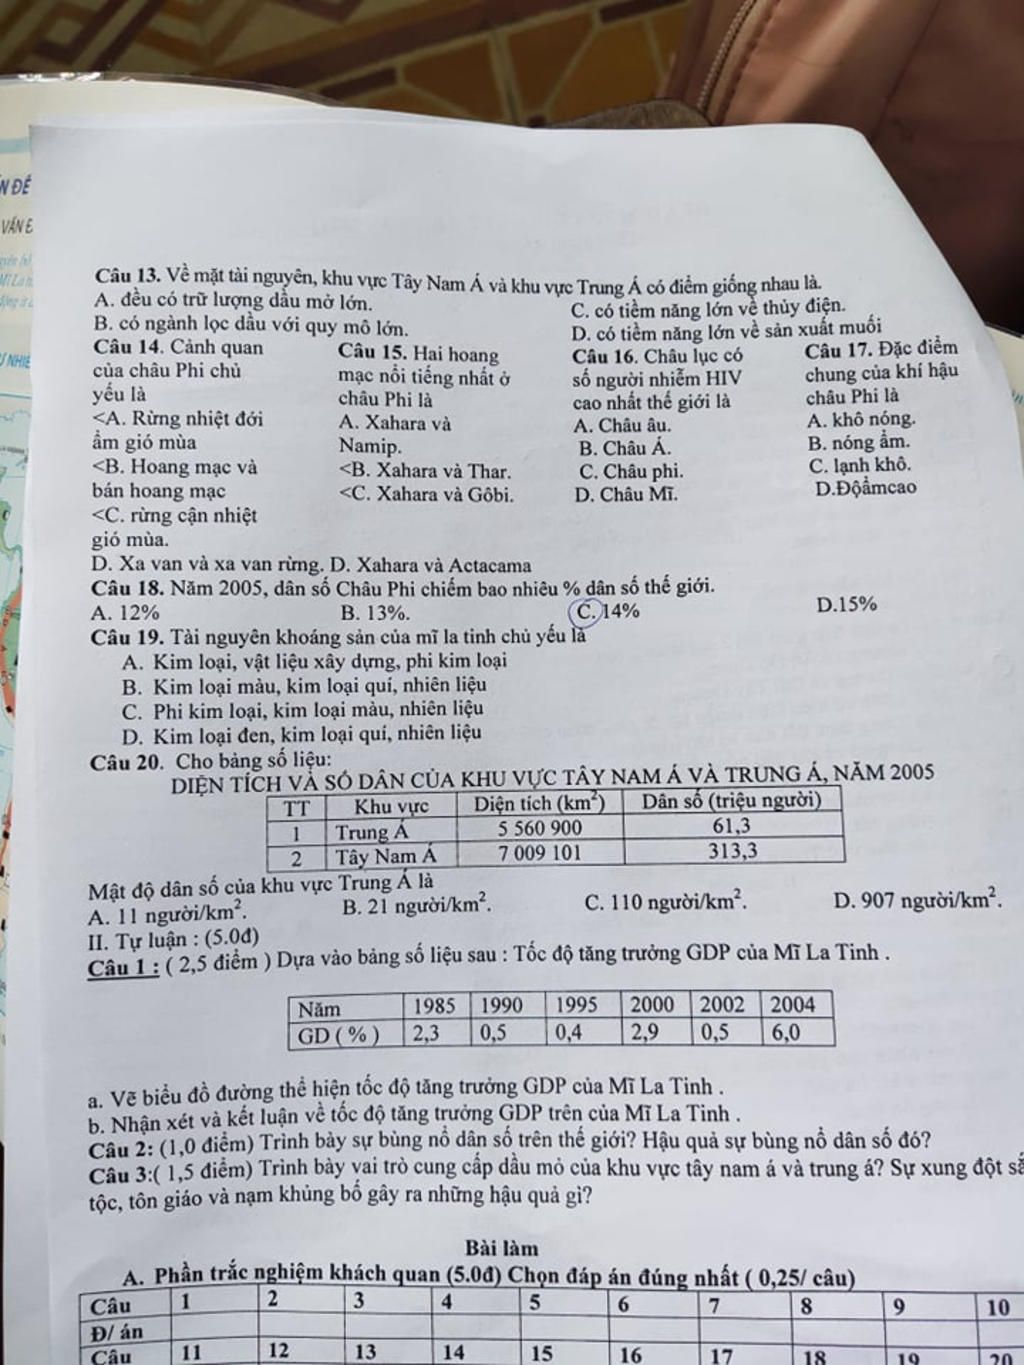 N ĐỀ
VẤN Đ
Câu 13. Về mặt tài nguyên, khu vực Tây Nam Á và khu vực Trung Á có điểm giống nhau là.
A. đều có trữ lượng dầu mở lớn.
C. có tiềm năng lớn về thủy điện.
B. có ngành lọc dầu với quy mô lớn.
D. có tiềm năng lớn về sản xuất muối
Câu 14. Cảnh quan
của châu Phi chủ
yếu là
<A. Rừng nhiệt đới
ẩm gió mùa
<B. Hoang mạc và
bán hoang mạc
<C. rừng cận nhiệt
gió mùa.
D. Xa van và xa van rừng.
Câu 15. Hai hoang
mạc nổi tiếng nhất ở
châu Phi là
A. Xahara và
Namip.
<B. Xahara và Thar.
<C. Xahara và Gôbi.
D. Xahara và Actacama
Câu 16. Châu lục có
số người nhiễm HIV
cao nhất thế giới là
A. Châu âu.
B. Châu Á.
C. Châu phi.
D. Châu Mĩ.
Câu 17. Đặc điểm
chung của khí hậu
châu Phi là
A. khô nóng.
B. nóng ẩm.
C. lạnh khô.
D.Độẩmcao
Câu 18. Năm 2005, dân số Châu Phi chiếm bao nhiêu % dân số thế giới.
A. 12% B. 13%. C. 14% D.15%
Câu 19. Tài nguyên khoáng sản của mĩ la tinh chủ yếu là
A. Kim loại, vật liệu xây dựng, phi kim loại
B. Kim loại màu, kim loại quí, nhiên liệu
C. Phi kim loại, kim loại màu, nhiên liệu
D. Kim loại đen, kim loại quí, nhiên liệu
Câu 20. Cho bảng số liệu:
DIỆN TÍCH VÀ SỐ DÂN CỦA KHU VỰC TÂY NAM Á VÀ TRUNG Á, NĂM 2005
TT Khu vực Diện tích (km²) Dân số (triệu người)
1 Trung Á 5 560 900 61,3
2 Tây Nam Á 7 009 101 313,3
Mật độ dân số của khu vực Trung Á là
A. 11 người/km². B. 21 người/km². C. 110 người/km². D. 907 người/km².
II. Tự luận : (5.0đ)
Câu 1 : ( 2,5 điểm ) Dựa vào bảng số liệu sau : Tốc độ tăng trưởng GDP của Mĩ La Tinh .
Năm 1985 1990 1995 2000 2002 2004
GD ( % ) 2,3 0,5 0,4 2,9 0,5 6,0
a. Vẽ biểu đồ đường thể hiện tốc độ tăng trưởng GDP của Mĩ La Tinh .
b. Nhận xét và kết luận về tốc độ tăng trưởng GDP trên của Mĩ La Tinh .
Câu 2: (1,0 điểm) Trình bày sự bùng nổ dân số trên thế giới? Hậu quả sự bùng nổ dân số đó?
Câu 3:( 1,5 điểm) Trình bày vai trò cung cấp dầu mỏ của khu vực tây nam á và trung á? Sự xung đột sắ
tộc, tôn giáo và nạm khủng bố gây ra những hậu quả gì?
Bài làm
A. Phần trắc nghiệm khách quan (5.0đ) Chọn đáp án đúng nhất ( 0,25/ câu)
Câu 1 2 3 4 5 6 7 8 9 10
Đ/ án
Câu 11 12 13 14 15 16 17 18 19 20